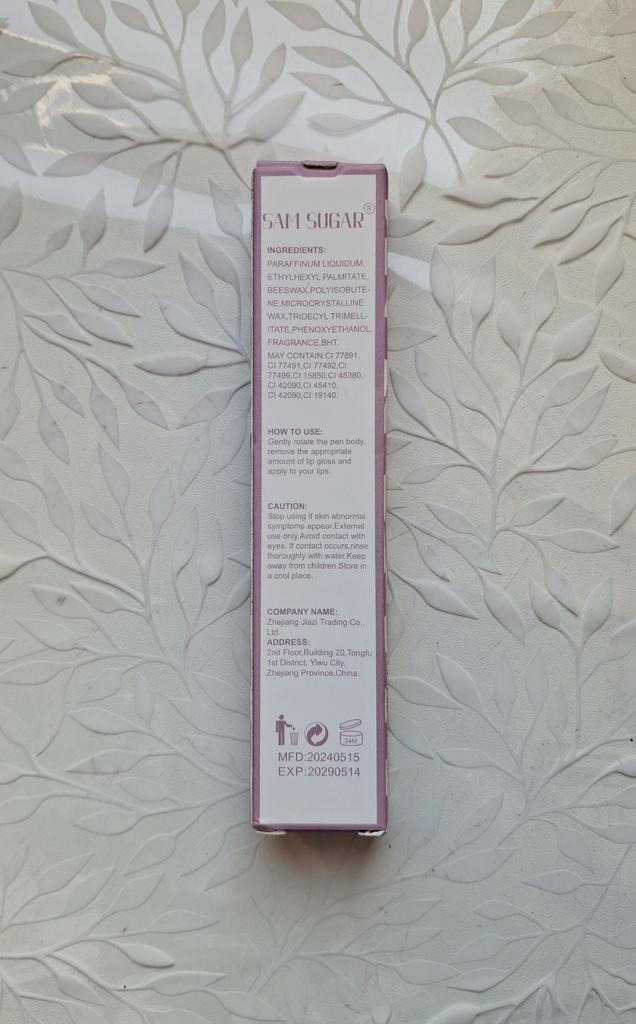 SAM SUGAR®
INGREDIENTS:
PARAFFINUM LIQUIDUM,
ETHYLHEXYL PALMITATE,
BEESWAX,POLYISOBUTE-
NE,MICROCRYSTALLINE
WAX,TRIDECYL TRIMELL-
ITATE,PHENOXYETHANOL,
FRAGRANCE,BHT.
MAY CONTAIN:CI 77891,
CI 77491,CI 77492,CI
77499,CI 15850,CI 45380,
CI 42090,CI 45410,
CI 42090,CI 19140.
HOW TO USE:
Gently rotate the pen body,
remove the appropriate
amount of lip gloss and
apply to your lips.
CAUTION:
Stop using if skin abnormal
symptoms appear.External
use only.Avoid contact with
eyes. If contact occurs,rinse
thoroughly with water.Keep
away from children.Store in
a cool place.
COMPANY NAME:
Zhejiang Jiazi Trading Co.,
Ltd.
ADDRESS:
2nd Floor,Building 20,Tongfu
1st District, Yiwu City,
Zhejiang Province,China.
24M
MFD:20240515
EXP:20290514